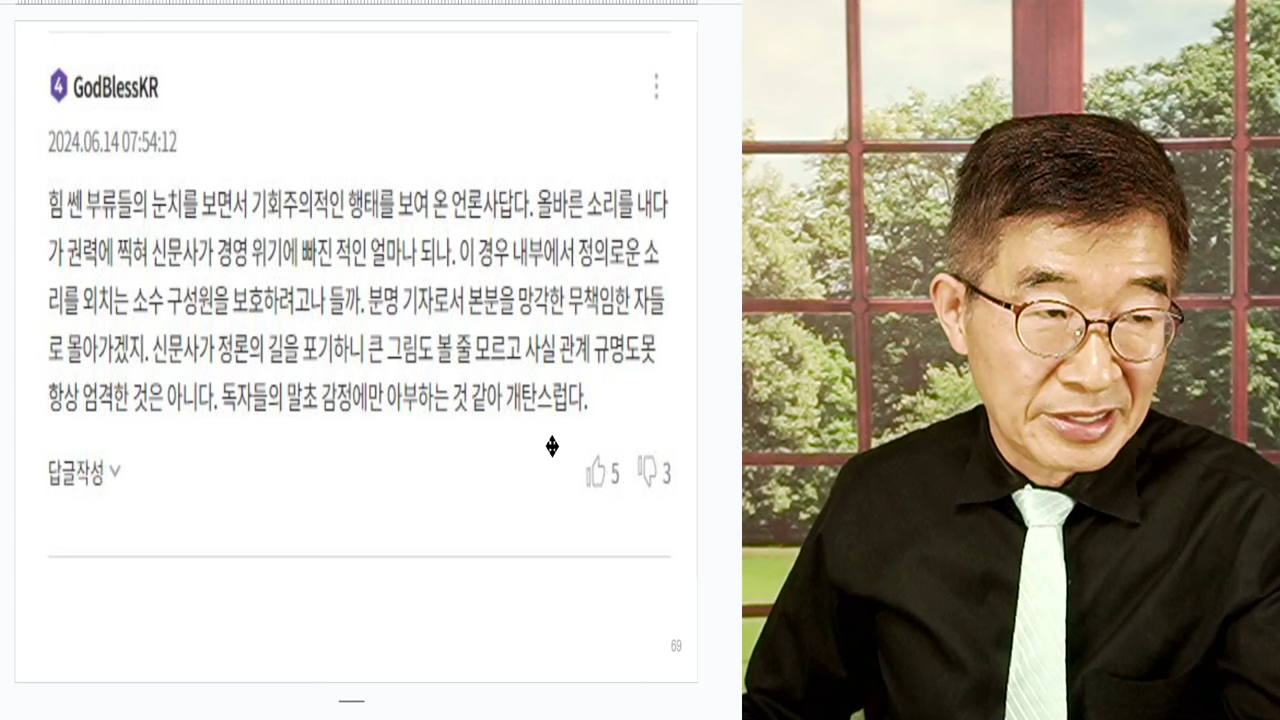 4 GodBlessKR
2024.06.14 07:54:12
힘 쎈 부류들의 눈치를 보면서 기회주의적인 행태를 보여 온 언론사답다. 올바른 소리를 내다
가 권력에 찍혀 신문사가 경영 위기에 빠진 적인 얼마나 되나. 이 경우 내부에서 정의로운 소
리를 외치는 소수 구성원을 보호하려고나 들까. 분명 기자로서 본분을 망각한 무책임한 자들
로 몰아가겠지. 신문사가 정론의 길을 포기하니 큰 그림도 볼 줄 모르고 사실 관계 규명도못
항상 엄격한 것은 아니다. 독자들의 말초 감정에만 아부하는 것 같아 개탄스럽다.
답글작성 5 3
69